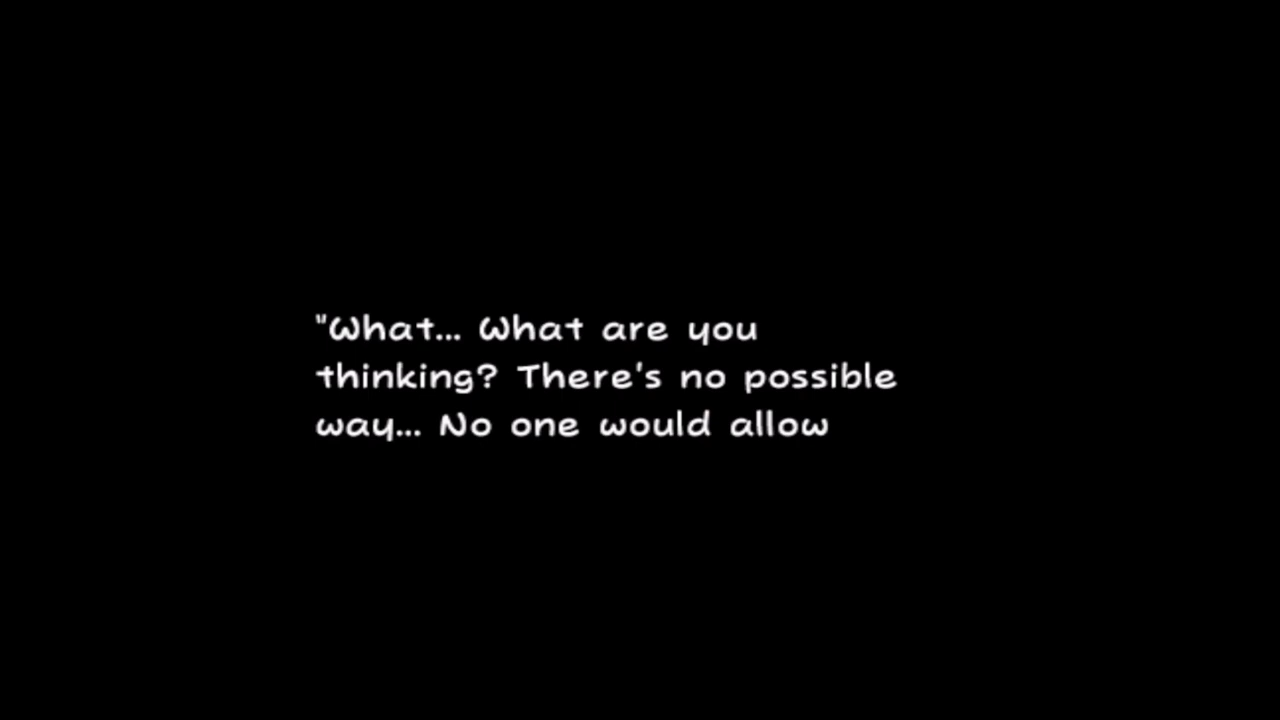 "What... What are you
thinking? There's no possible
way... No one would allow